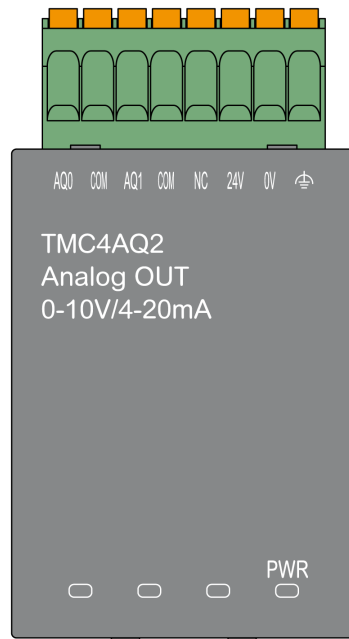 AQ0 COM AQ1 COM NC 24V 0V
TMC4AQ2
Analog OUT
0-10V/4-20mA
PWR